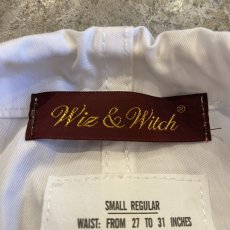 Wiz & Witch ®
SMALL REGULAR
WAIST: FROM 27 TO 31 INCHES